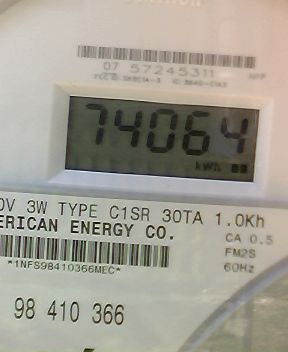 07 57245311
74064
kWh
0V 3W TYPE C1SR 30TA 1.0Kh
ERICAN ENERGY CO.
CA 0.5
FM2S
60Hz
*1NFS98410366MEC*
98 410 366